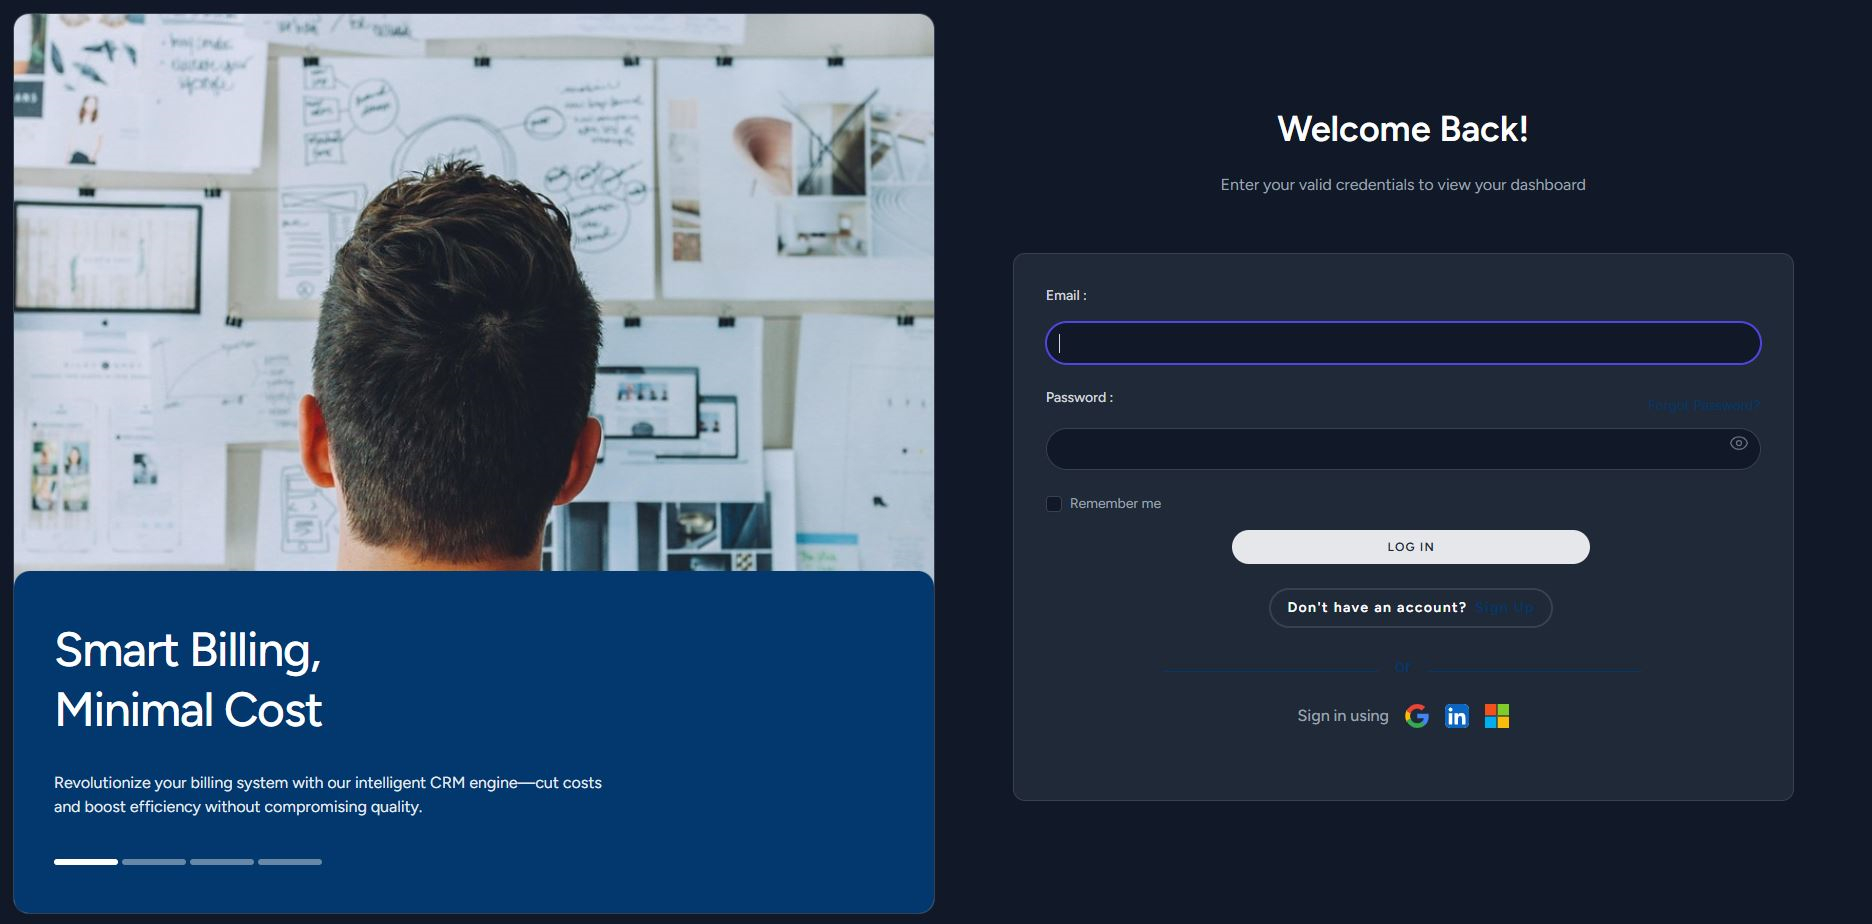 Smart Billing,
Minimal Cost
Revolutionize your billing system with our intelligent CRM engine—cut costs
and boost efficiency without compromising quality.
Welcome Back!
Enter your valid credentials to view your dashboard
Email :
Password :
Forgot Password?
Remember me
LOG IN
Don't have an account? Sign Up
or
Sign in using
in